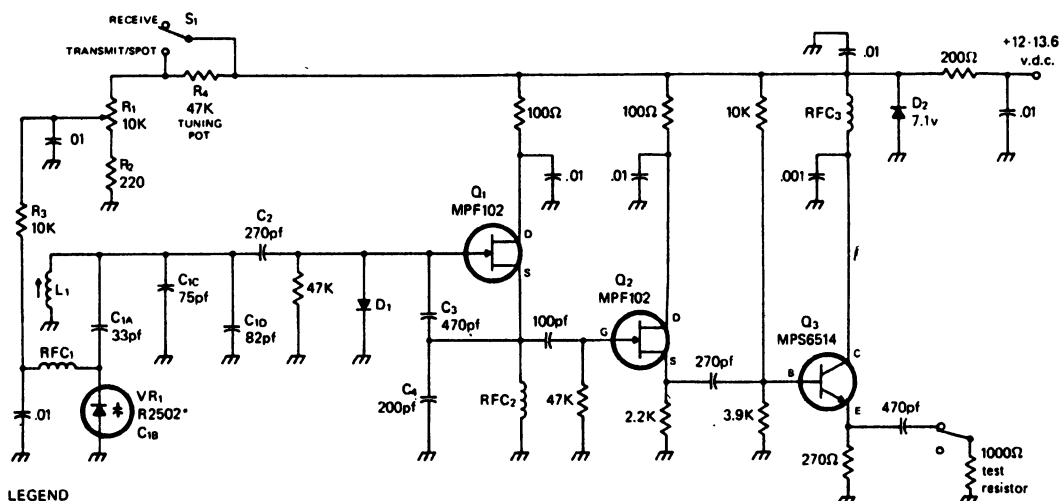 RECEIVE
S1
TRANSMIT/SPOT
R4
47K
TUNING
POT
R1
10K
01
R2
220
R3
10K
100Ω
.01
100Ω
.01
10K
.01
RFC3
.001
D2
7.1v
200Ω
+12-13.6
v.d.c.
.01
L1
C1A
33pf
C1C
75pf
C1D
82pf
C2
270pf
47K
D1
Q1
MPF102
D
S
C3
470pf
C4
200pf
100pf
RFC2
47K
Q2
MPF102
G
D
S
270pf
2.2K
3.9K
Q3
MPS6514
B
C
E
270Ω
470pf
1000Ω
test
resistor
RFC1
.01
VR1
R2502*
C1B
LEGEND